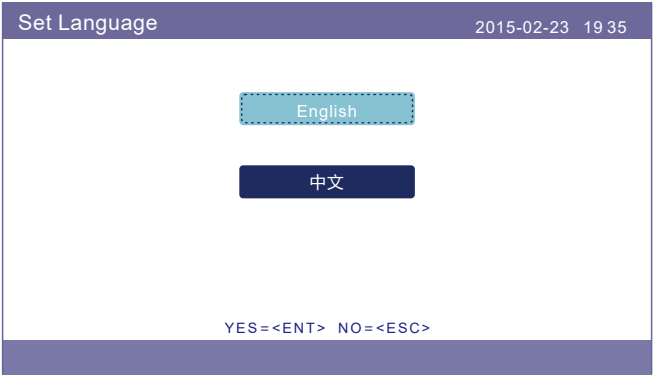 Set Language 2015-02-23 19 35
English
中文
YES=<ENT> NO=<ESC>